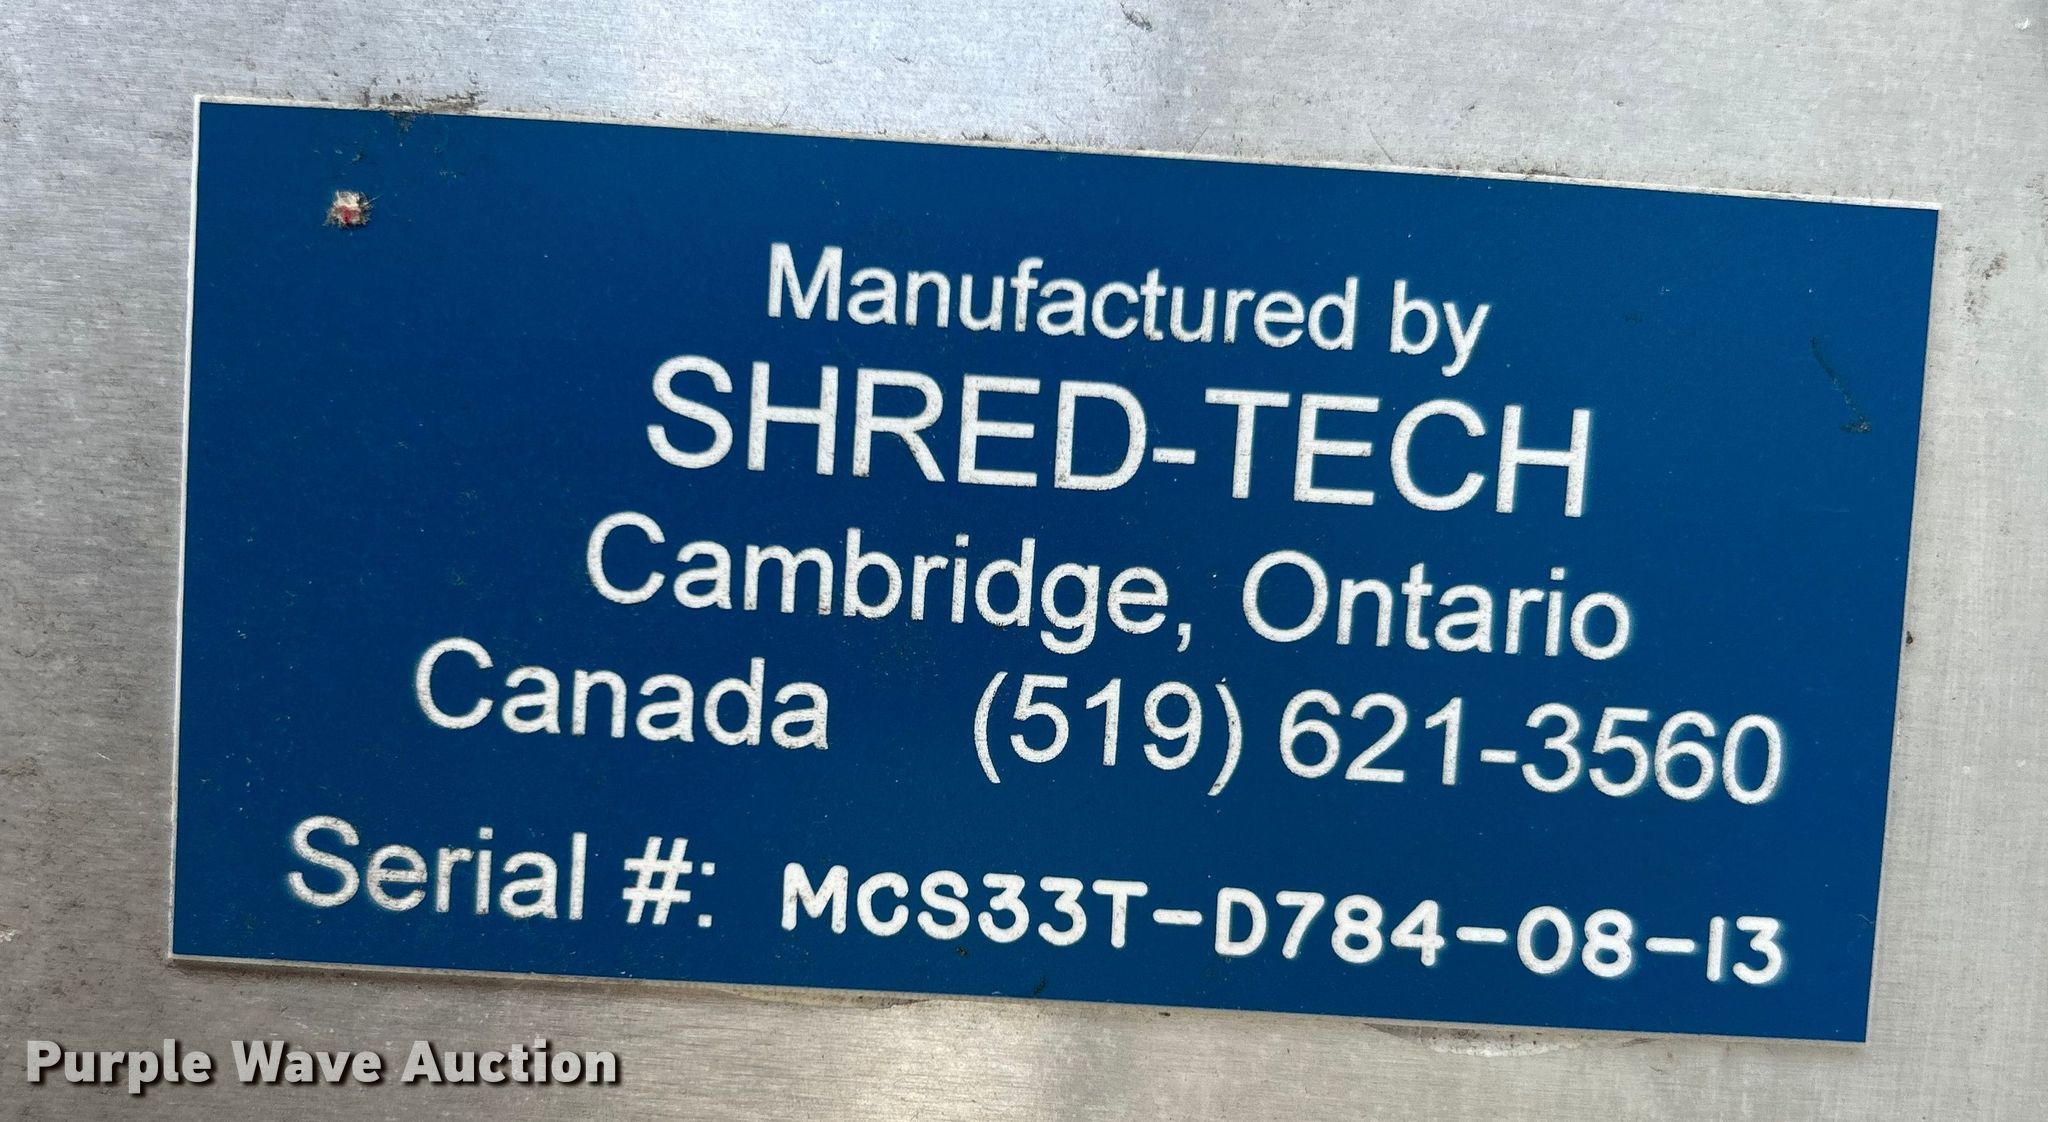 Manufactured by
SHRED-TECH
Cambridge, Ontario
Canada (519) 621-3560
Serial #: MCS33T-D784-08-13
Purple Wave Auction